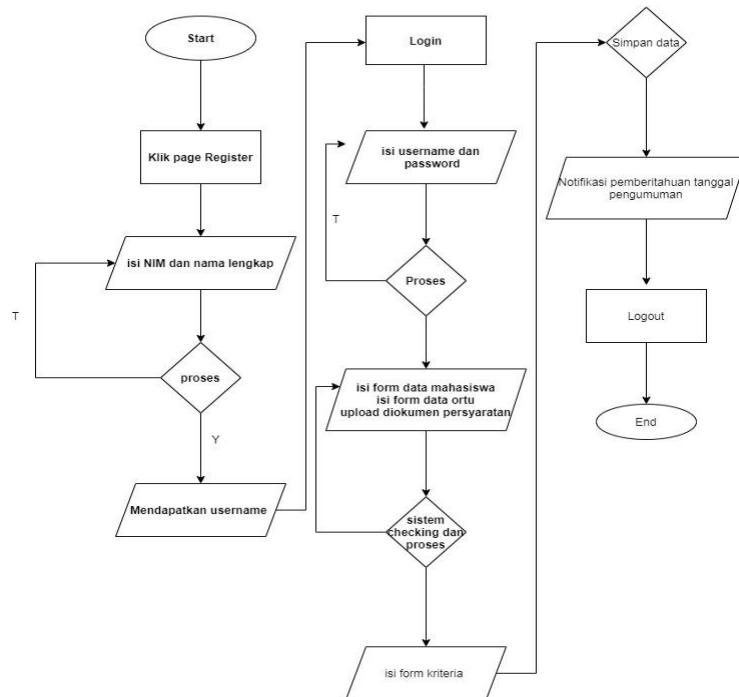 Start
Klik page Register
isi NIM dan nama lengkap
T
proses
Y
Mendapatkan username
Login
isi username dan
password
T
Proses
isi form data mahasiswa
isi form data ortu
upload diokumen persyaratan
sistem
checking dan
proses
isi form kriteria
Simpan data
Notifikasi pemberitahuan tanggal
pengumuman
Logout
End